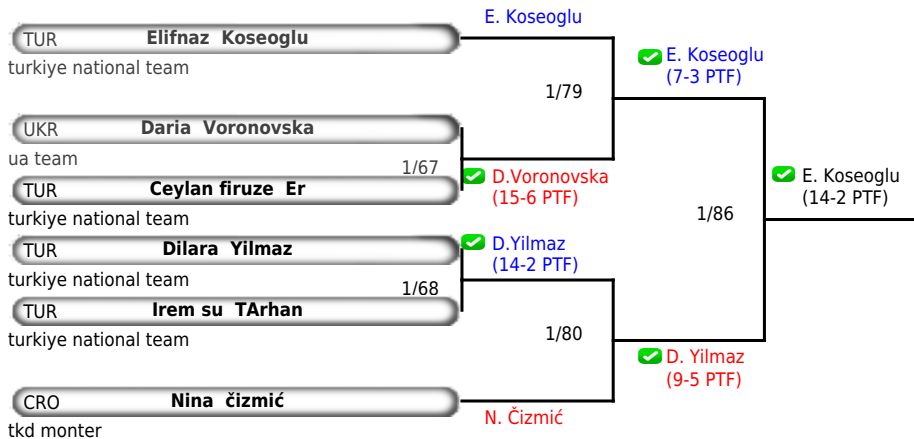 E. Koseoglu
TUR Elifnaz Koseoglu
turkiye national team
E. Koseoglu
(7-3 PTF)
1/79
UKR Daria Voronovska
ua team
1/67
D.Voronovska
(15-6 PTF)
TUR Ceylan firuze Er
turkiye national team
E. Koseoglu
(14-2 PTF)
1/86
TUR Dilara Yilmaz
turkiye national team
D.Yilmaz
(14-2 PTF)
1/68
TUR Irem su TArhan
turkiye national team
1/80
D. Yilmaz
(9-5 PTF)
CRO Nina čizmić
tkd monter
N. Čizmić